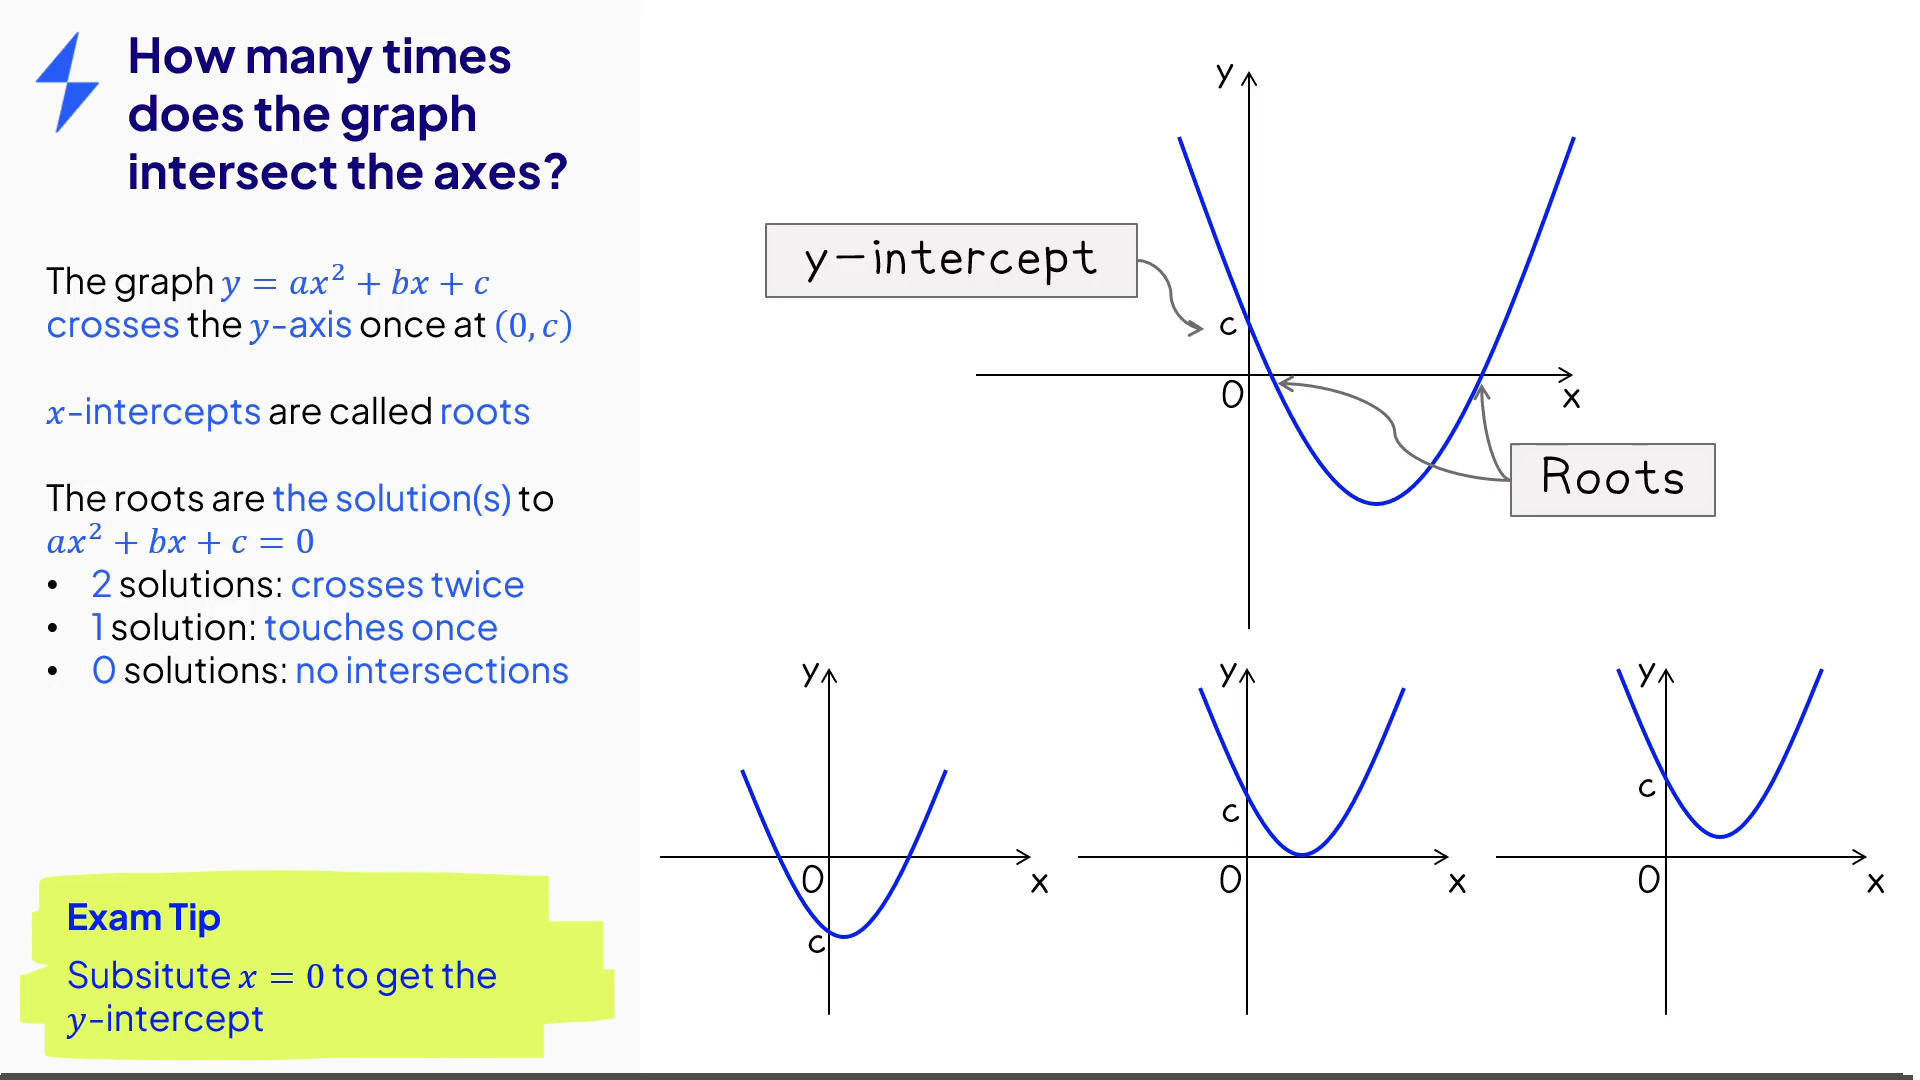 How many times
does the graph
intersect the axes?
The graph y = ax² + bx + c
crosses the y-axis once at (0, c)
x-intercepts are called roots
The roots are the solution(s) to
ax² + bx + c = 0
• 2 solutions: crosses twice
• 1 solution: touches once
• 0 solutions: no intersections
Exam Tip
Subsitute x = 0 to get the
y-intercept
y
y-intercept
c
0
x
Roots
y
0
x
c
y
c
0
x
y
c
0
x